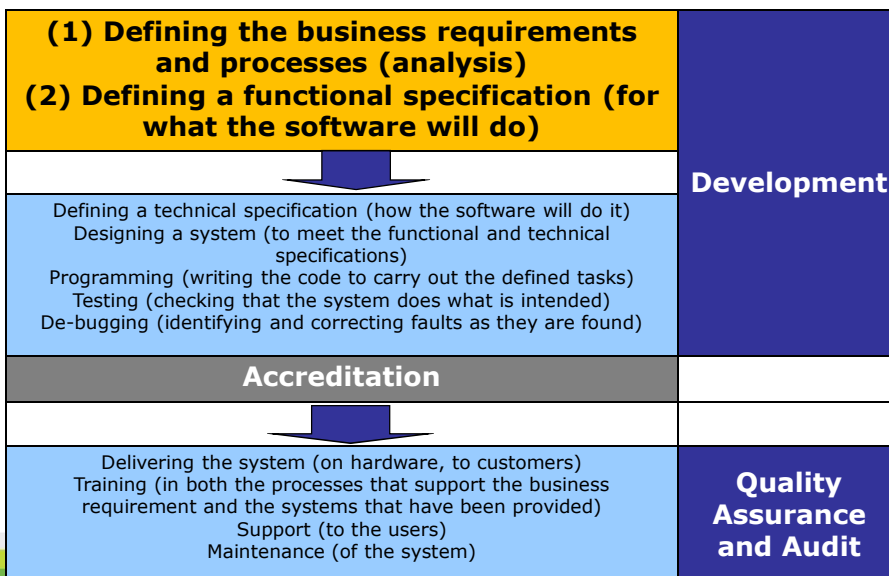 (1) Defining the business requirements
and processes (analysis)
(2) Defining a functional specification (for
what the software will do)
Development
Defining a technical specification (how the software will do it)
Designing a system (to meet the functional and technical
specifications)
Programming (writing the code to carry out the defined tasks)
Testing (checking that the system does what is intended)
De-bugging (identifying and correcting faults as they are found)
Accreditation
Delivering the system (on hardware, to customers)
Training (in both the processes that support the business
requirement and the systems that have been provided)
Support (to the users)
Maintenance (of the system)
Quality
Assurance
and Audit